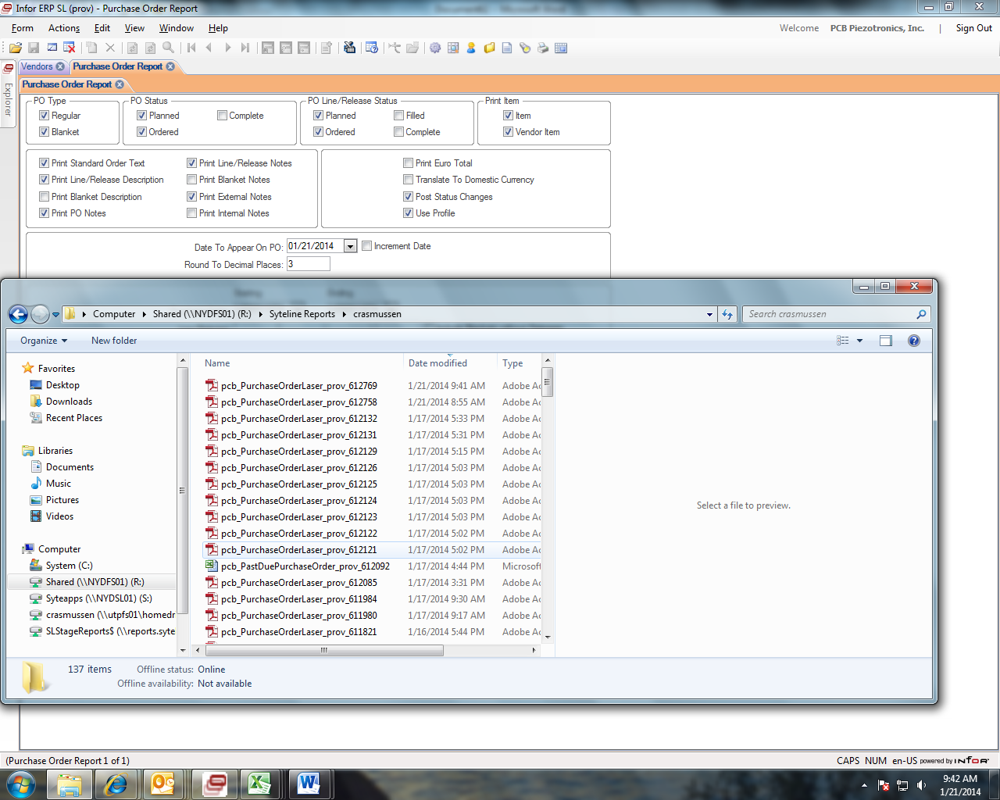 Infor ERP SL (prov) - Purchase Order Report
Form Actions Edit View Window Help
Welcome PCB Piezotronics, Inc. | Sign Out
Vendors Purchase Order Report
Purchase Order Report
Explorer
PO Type PO Status PO Line/Release Status Print Item
Regular Planned Complete Planned Filled Item
Blanket Ordered Ordered Complete Vendor Item
Print Standard Order Text Print Line/Release Notes Print Euro Total
Print Line/Release Description Print Blanket Notes Translate To Domestic Currency
Print Blanket Description Print External Notes Post Status Changes
Print PO Notes Print Internal Notes Use Profile
Date To Appear On PO: 01/21/2014 Increment Date
Round To Decimal Places: 3
Computer Shared (\\NYDFS01) (R:) Syteline Reports crasmussen
Search crasmussen
Organize New folder
Name Date modified Type
Favorites
Desktop
Downloads
Recent Places
Libraries
Documents
Music
Pictures
Videos
Computer
System (C:)
Shared (\\NYDFS01) (R:)
Syteapps (\\NYDSL01) (S:)
crasmussen (\\utpfs01\homedr
SLStageReports$ (\\reports.syte
pcb_PurchaseOrderLaser_prov_612769 1/21/2014 9:41 AM Adobe Ac
pcb_PurchaseOrderLaser_prov_612758 1/21/2014 8:55 AM Adobe Ac
pcb_PurchaseOrderLaser_prov_612132 1/17/2014 5:33 PM Adobe Ac
pcb_PurchaseOrderLaser_prov_612131 1/17/2014 5:31 PM Adobe Ac
pcb_PurchaseOrderLaser_prov_612129 1/17/2014 5:15 PM Adobe Ac
pcb_PurchaseOrderLaser_prov_612126 1/17/2014 5:03 PM Adobe Ac
pcb_PurchaseOrderLaser_prov_612125 1/17/2014 5:03 PM Adobe Ac
pcb_PurchaseOrderLaser_prov_612124 1/17/2014 5:03 PM Adobe Ac
pcb_PurchaseOrderLaser_prov_612123 1/17/2014 5:03 PM Adobe Ac
pcb_PurchaseOrderLaser_prov_612122 1/17/2014 5:02 PM Adobe Ac
pcb_PurchaseOrderLaser_prov_612121 1/17/2014 5:02 PM Adobe Ac
pcb_PastDuePurchaseOrder_prov_612092 1/17/2014 4:44 PM Microsoft
pcb_PurchaseOrderLaser_prov_612085 1/17/2014 3:31 PM Adobe Ac
pcb_PurchaseOrderLaser_prov_611984 1/17/2014 9:30 AM Adobe Ac
pcb_PurchaseOrderLaser_prov_611980 1/17/2014 9:17 AM Adobe Ac
pcb_PurchaseOrderLaser_prov_611821 1/16/2014 5:44 PM Adobe Ac
Select a file to preview.
137 items Offline status: Online
Offline availability: Not available
(Purchase Order Report 1 of 1)
CAPS NUM en-US powered by infor
9:42 AM
1/21/2014